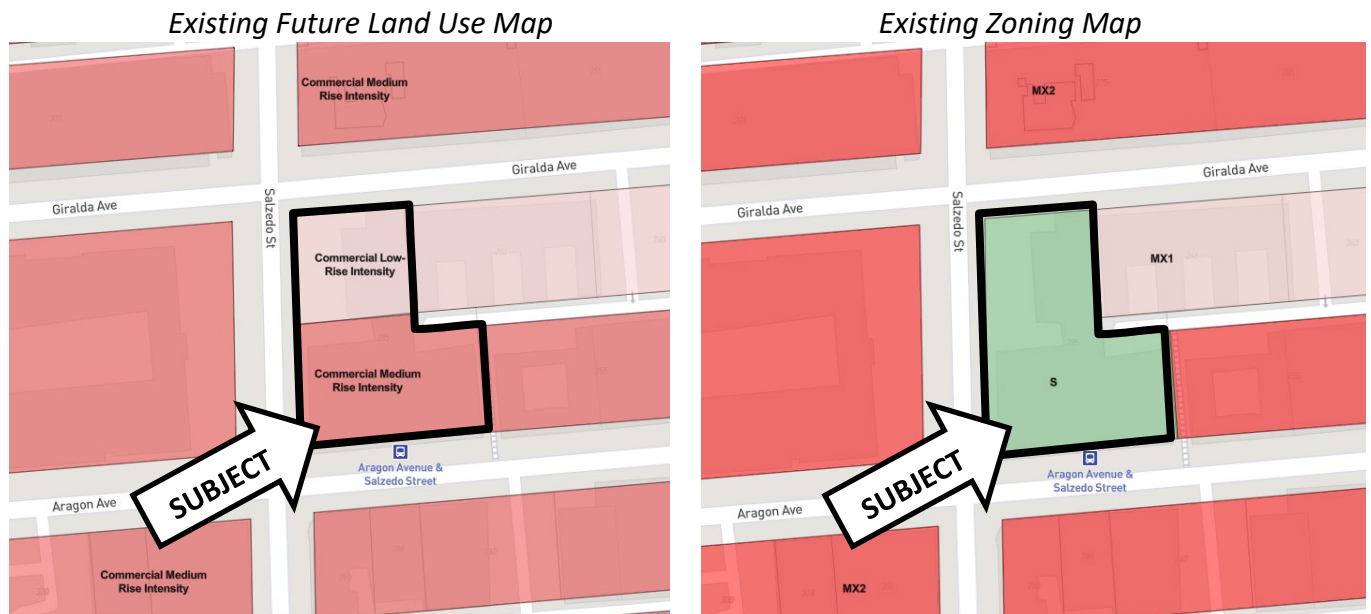 Existing Future Land Use Map
Commercial Medium
Rise Intensity
Giralda Ave
Giralda Ave
Salzedo St
Commercial Low-
Rise Intensity
Commercial Medium
Rise Intensity
SUBJECT
Aragon Avenue &
Salzedo Street
Aragon Ave
Commercial Medium
Rise Intensity
Existing Zoning Map
MX2
Giralda Ave
Giralda Ave
Salzedo St
MX1
S
SUBJECT
Aragon Avenue &
Salzedo Street
Aragon Ave
MX2